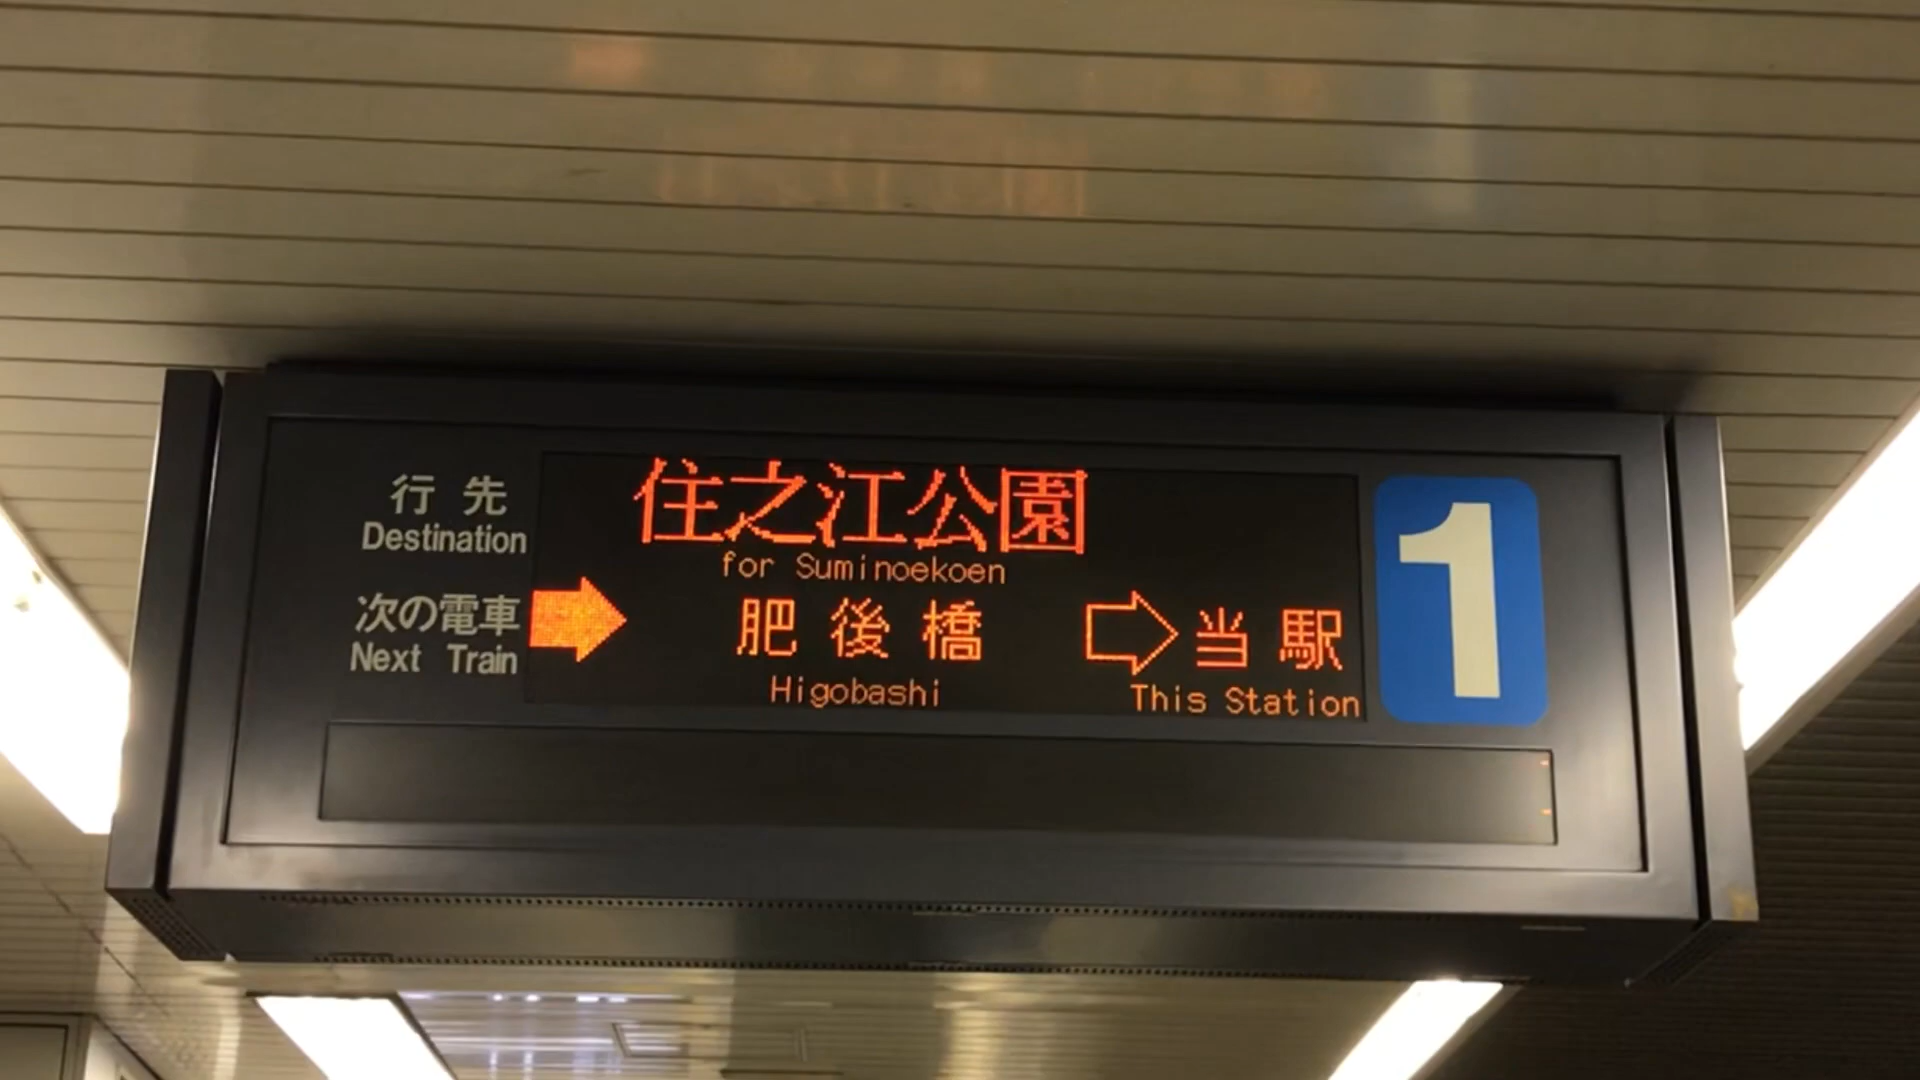 行先
Destination
住之江公園
for Suminoekoen
次の電車
Next Train
肥後橋
Higobashi
当駅
This Station
1